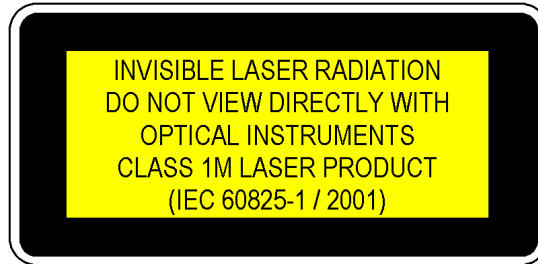 INVISIBLE LASER RADIATION
DO NOT VIEW DIRECTLY WITH
OPTICAL INSTRUMENTS
CLASS 1M LASER PRODUCT
(IEC 60825-1 / 2001)